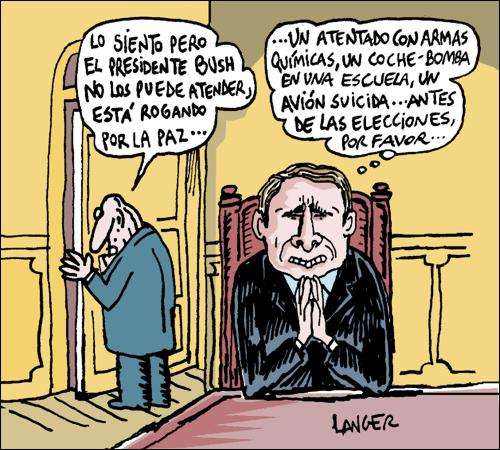 LO SIENTO PERO
EL PRESIDENTE BUSH
NO LOS PUEDE ATENDER,
ESTÁ ROGANDO
POR LA PAZ...
...UN ATENTADO CON ARMAS
QUÍMICAS, UN COCHE-BOMBA
EN UNA ESCUELA, UN
AVIÓN SUICIDA...ANTES
DE LAS ELECCIONES,
POR FAVOR...
LANGER